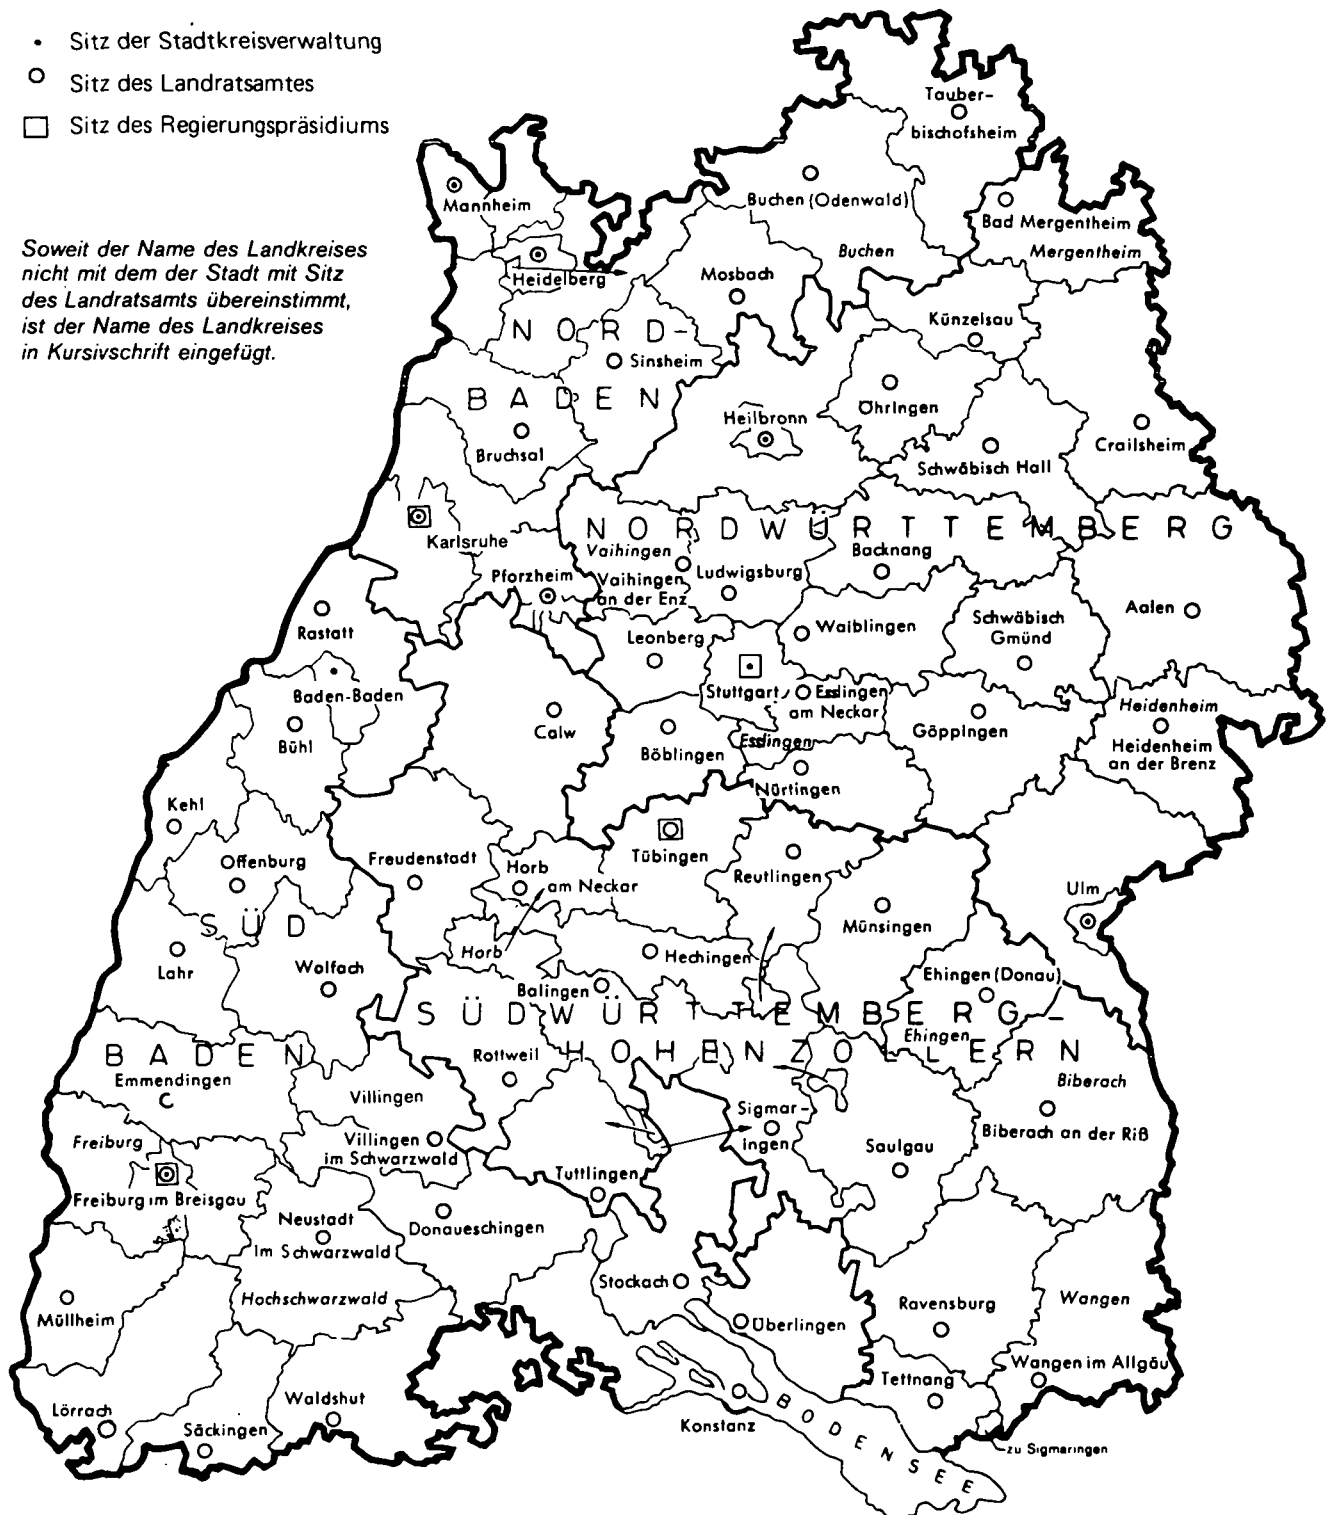 Sitz der Stadtkreisverwaltung
Sitz des Landratsamtes
Sitz des Regierungspräsidiums
Soweit der Name des Landkreises
nicht mit dem der Stadt mit Sitz
des Landratsamts übereinstimmt,
ist der Name des Landkreises
in Kursivschrift eingefügt.
Tauber-
bischofsheim
Mannheim
Buchen (Odenwald)
Bad Mergentheim
Buchen
Mergentheim
Heidelberg
Mosbach
Künzelsau
NORD-
Sinsheim
BADEN
Öhringen
Heilbronn
Bruchsal
Schwäbisch Hall
Crailsheim
NORDWÜRTTEMBERG
Karlsruhe
Vaihingen
Backnang
Pforzheim
Vaihingen
an der Enz
Ludwigsburg
Rastatt
Leonberg
Waiblingen
Schwäbisch
Gmünd
Aalen
Baden-Baden
Stuttgart
Esslingen
am Neckar
Heidenheim
Bühl
Calw
Böblingen
Esslingen
Göppingen
Heidenheim
an der Brenz
Nürtingen
Kehl
Offenburg
Freudenstadt
Horb
am Neckar
Tübingen
Reutlingen
Ulm
SÜD
Münsingen
Lahr
Wolfach
Horb
Hechingen
Ehingen (Donau)
Balingen
SÜDWÜRTTEMBERG-
Ehingen
BADEN
Rottweil
HOHENZOLLERN
Emmendingen
Villingen
Biberach
Freiburg
Villingen
im Schwarzwald
Sigmar-
ingen
Saulgau
Biberach an der Riß
Tuttlingen
Freiburg im Breisgau
Neustadt
im Schwarzwald
Donaueschingen
Stockach
Hochschwarzwald
Müllheim
Überlingen
Ravensburg
Wangen
Wangen im Allgäu
Tettnang
Lörrach
Säckingen
Waldshut
Konstanz
BODENSEE
zu Sigmaringen